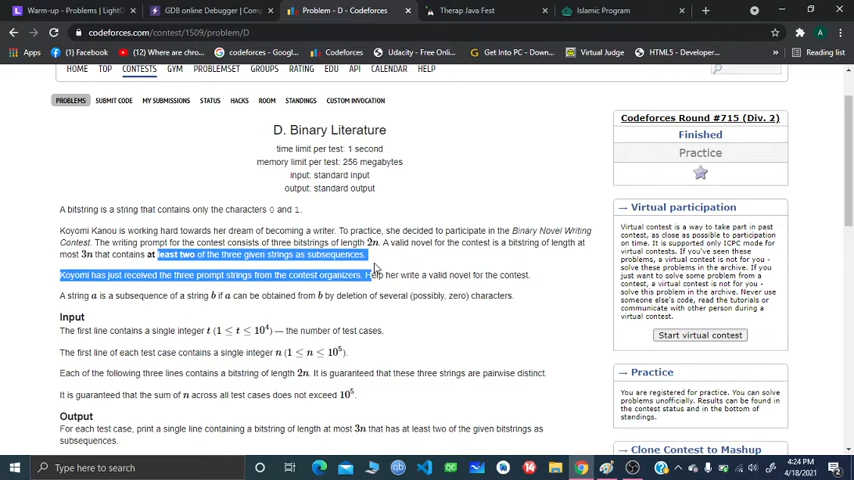 Warm-up - Problems | LightO
GDB online Debugger | Comp
Problem - D - Codeforces
Therap Java Fest
Islamic Program
codeforces.com/contest/1509/problem/D
Apps
(1) Facebook
Where are chro...
codeforces - Googl...
Codeforces
Udacity - Free Onli...
Get Into PC - Down...
Virtual Judge
HTML5 - Developer...
Reading list
HOME TOP CONTESTS GYM PROBLEMSET GROUPS RATING EDU API CALENDAR HELP
PROBLEMS SUBMIT CODE MY SUBMISSIONS STATUS HACKS ROOM STANDINGS CUSTOM INVOCATION
D. Binary Literature
time limit per test: 1 second
memory limit per test: 256 megabytes
input: standard input
output: standard output
A bitstring is a string that contains only the characters 0 and 1.
Koyomi Kanou is working hard towards her dream of becoming a writer. To practice, she decided to participate in the Binary Novel Writing
Contest. The writing prompt for the contest consists of three bitstrings of length 2n. A valid novel for the contest is a bitstring of length at
most 3n that contains at least two of the three given strings as subsequences.
Koyomi has just received the three prompt strings from the contest organizers. Help her write a valid novel for the contest.
A string a is a subsequence of a string b if a can be obtained from b by deletion of several (possibly, zero) characters.
Input
The first line contains a single integer t (1 ≤ t ≤ 10^4) — the number of test cases.
The first line of each test case contains a single integer n (1 ≤ n ≤ 10^5).
Each of the following three lines contains a bitstring of length 2n. It is guaranteed that these three strings are pairwise distinct.
It is guaranteed that the sum of n across all test cases does not exceed 10^5.
Output
For each test case, print a single line containing a bitstring of length at most 3n that has at least two of the given bitstrings as
subsequences.
Codeforces Round #715 (Div. 2)
Finished
Practice
→ Virtual participation
Virtual contest is a way to take part in past
contest, as close as possible to participation
on time. It is supported only ICPC mode for
virtual contests. If you've seen these
problems, a virtual contest is not for you -
solve these problems in the archive. If you
just want to solve some problem from a
contest, a virtual contest is not for you -
solve this problem in the archive. Never use
someone else's code, read the tutorials or
communicate with other person during a
virtual contest.
Start virtual contest
→ Practice
You are registered for practice. You can solve
problems unofficially. Results can be found in
the contest status and in the bottom of
standings.
→ Clone Contest to Mashup
Type here to search
4:24 PM
4/18/2021